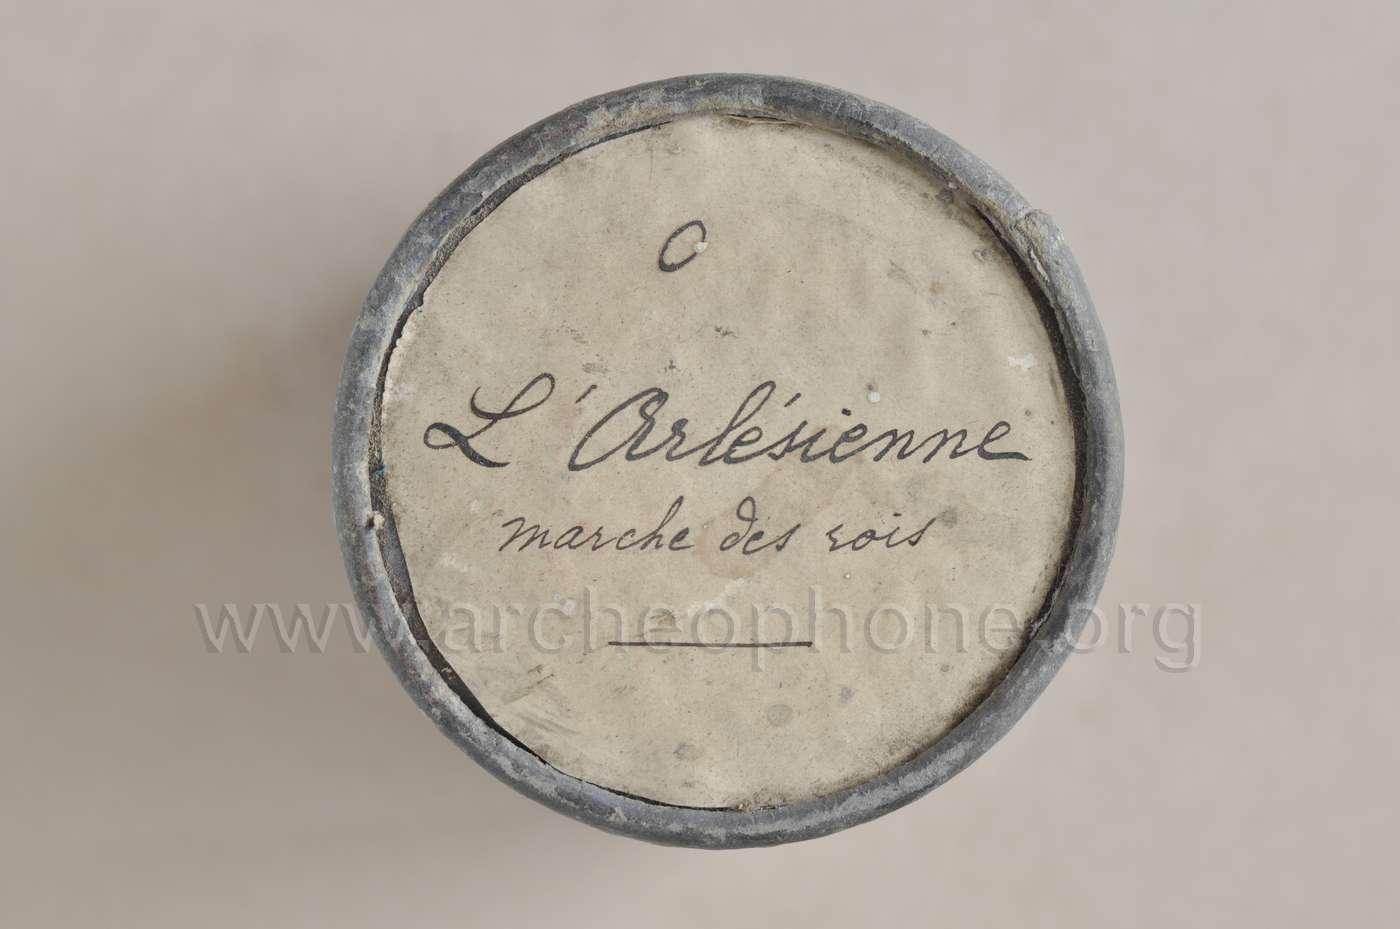 O
L'Arlésienne
marche des rois
www.archeophone.org